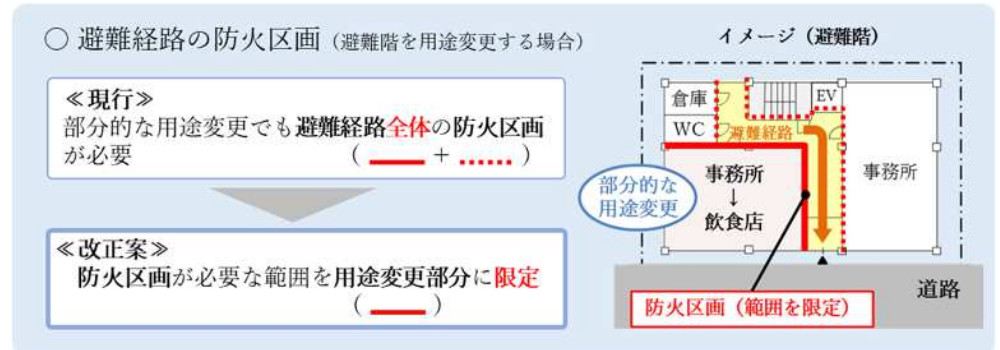 ○ 避難経路の防火区画（避難階を用途変更する場合）
≪現行≫
部分的な用途変更でも避難経路全体の防火区画
が必要 （ ＋ ）
≪改正案≫
防火区画が必要な範囲を用途変更部分に限定
（ ）
イメージ（避難階）
倉庫
EV
WC
避難経路
事務所
↓
飲食店
事務所
部分的な
用途変更
道路
防火区画（範囲を限定）